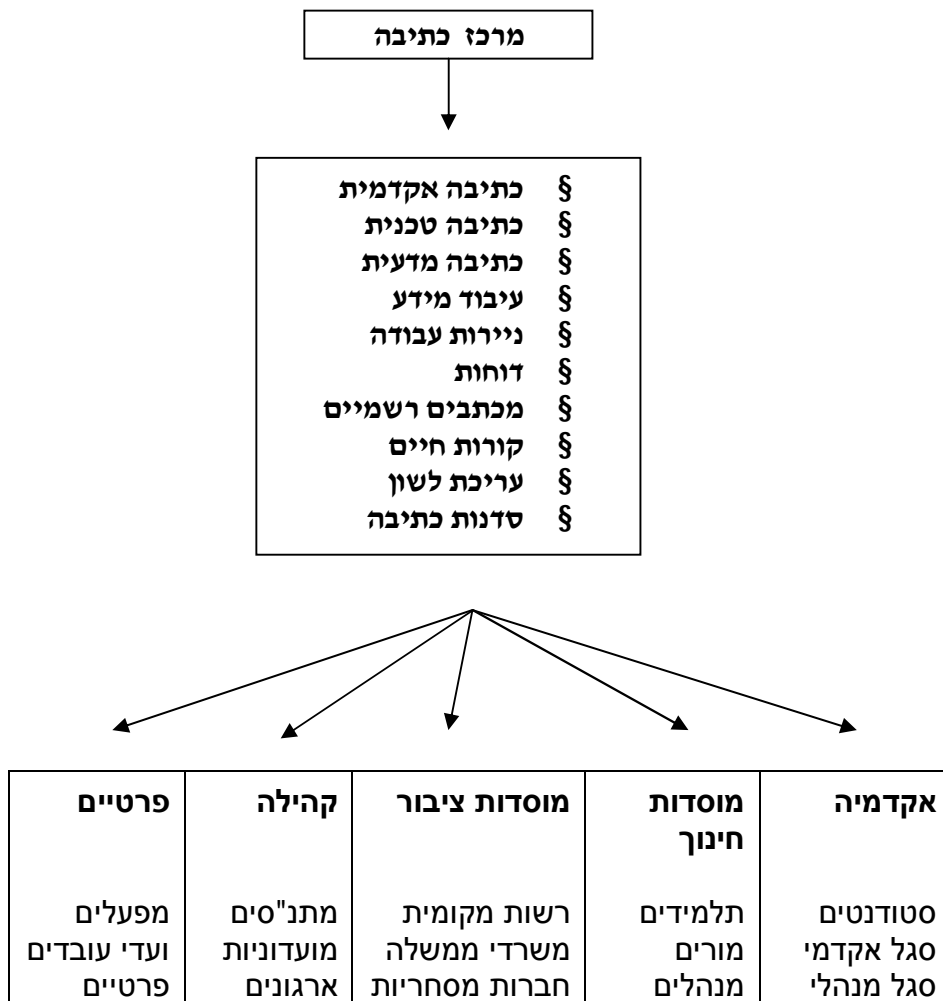 מרכז כתיבה
§ כתיבה אקדמית
§ כתיבה טכנית
§ כתיבה מדעית
§ עיבוד מידע
§ ניירות עבודה
§ דוחות
§ מכתבים רשמיים
§ קורות חיים
§ עריכת לשון
§ סדנות כתיבה
אקדמיה
סטודנטים
סגל אקדמי
סגל מנהלי
מוסדות
חינוך
תלמידים
מורים
מנהלים
מוסדות ציבור
רשות מקומית
משרדי ממשלה
חברות מסחריות
קהילה
מתנ"סים
מועדוניות
ארגונים
פרטיים
מפעלים
ועדי עובדים
פרטיים